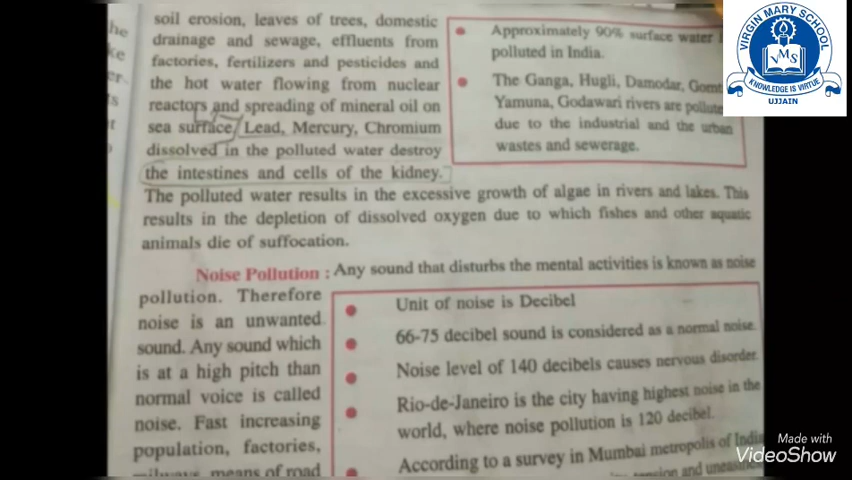 he
ke
er-
ts
soil erosion, leaves of trees, domestic
drainage and sewage, effluents from
factories, fertilizers and pesticides and
the hot water flowing from nuclear
reactors and spreading of mineral oil on
sea surface/ Lead, Mercury, Chromium
dissolved in the polluted water destroy
the intestines and cells of the kidney.
Approximately 90% surface water
polluted in India.
The Ganga, Hugli, Damodar,
Yamuna, Godawari rivers are
due to the industrial and the urban
wastes and sewerage.
The polluted water results in the excessive growth of algae in rivers and lakes. This
results in the depletion of dissolved oxygen due to which fishes and other aquatic
animals die of suffocation.
Noise Pollution : Any sound that disturbs the mental activities is known as noise
pollution. Therefore
noise is an unwanted
sound. Any sound which
is at a high pitch than
normal voice is called
noise. Fast increasing
population, factories,
railways, means of road
Unit of noise is Decibel
66-75 decibel sound is considered as a normal noise.
Noise level of 140 decibels causes nervous disorder.
Rio-de-Janeiro is the city having highest noise in the
world, where noise pollution is 120 decibel.
According to a survey in Mumbai metropolis of India
tension and
VIRGIN MARY SCHOOL
VMS
KNOWLEDGE IS VIRTUE
UJJAIN
Made with
VideoShow